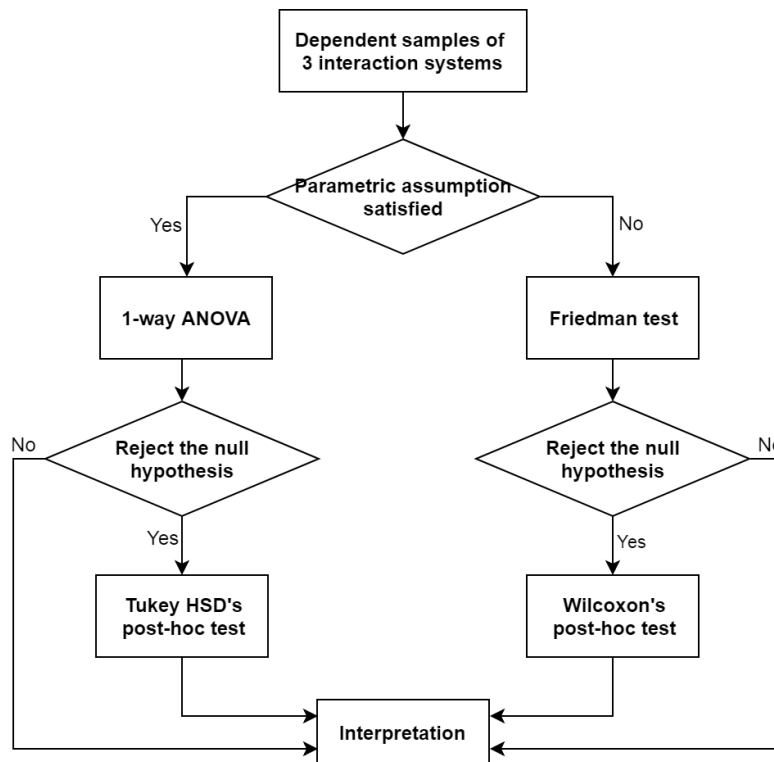 Dependent samples of
3 interaction systems
Parametric assumption
satisfied
Yes
No
1-way ANOVA
Friedman test
No
Reject the null
hypothesis
Reject the null
hypothesis
No
Yes
Yes
Tukey HSD's
post-hoc test
Wilcoxon's
post-hoc test
Interpretation